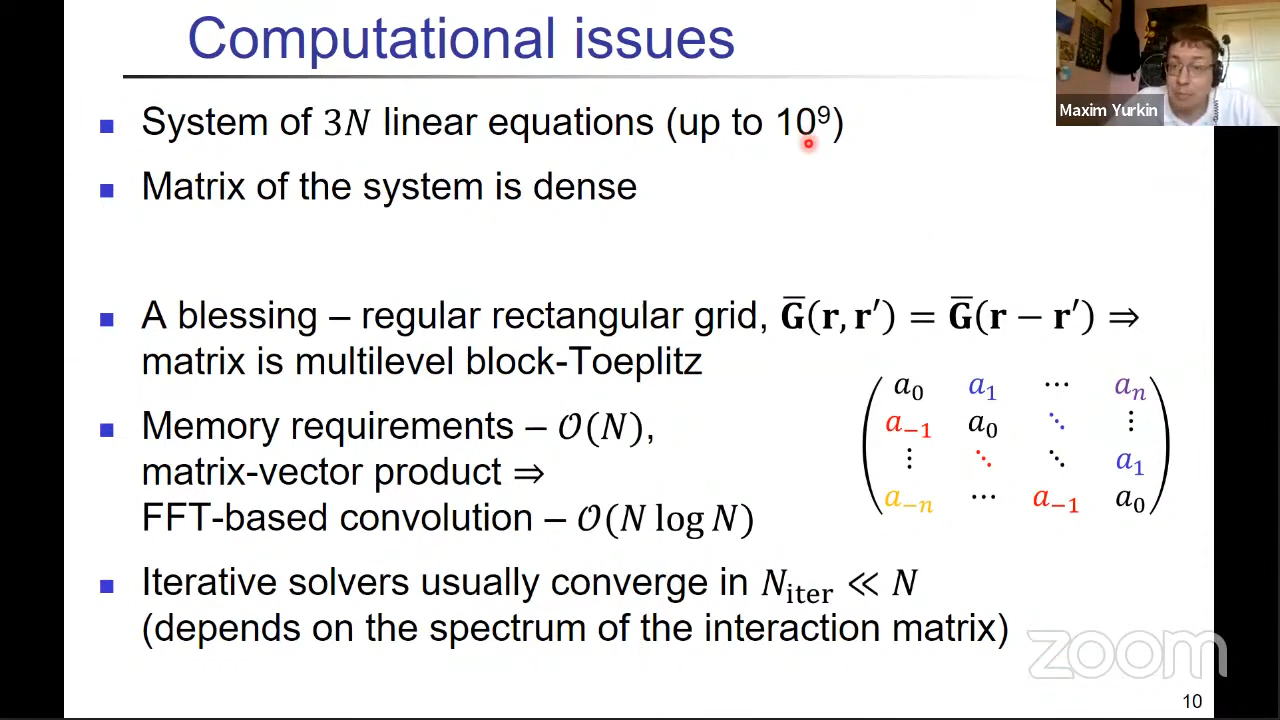 Computational issues
Maxim Yurkin
System of 3N linear equations (up to 10⁹)
Matrix of the system is dense
A blessing – regular rectangular grid, Ḡ(r, r′) = Ḡ(r − r′) ⇒
matrix is multilevel block-Toeplitz
a₀ a₁ ⋯ aₙ
a₋₁ a₀ ⋱ ⋮
⋮ ⋱ ⋱ a₁
a₋ₙ ⋯ a₋₁ a₀
Memory requirements – 𝒪(N),
matrix-vector product ⇒
FFT-based convolution – 𝒪(N log N)
Iterative solvers usually converge in N_iter ≪ N
(depends on the spectrum of the interaction matrix)
zoom
10